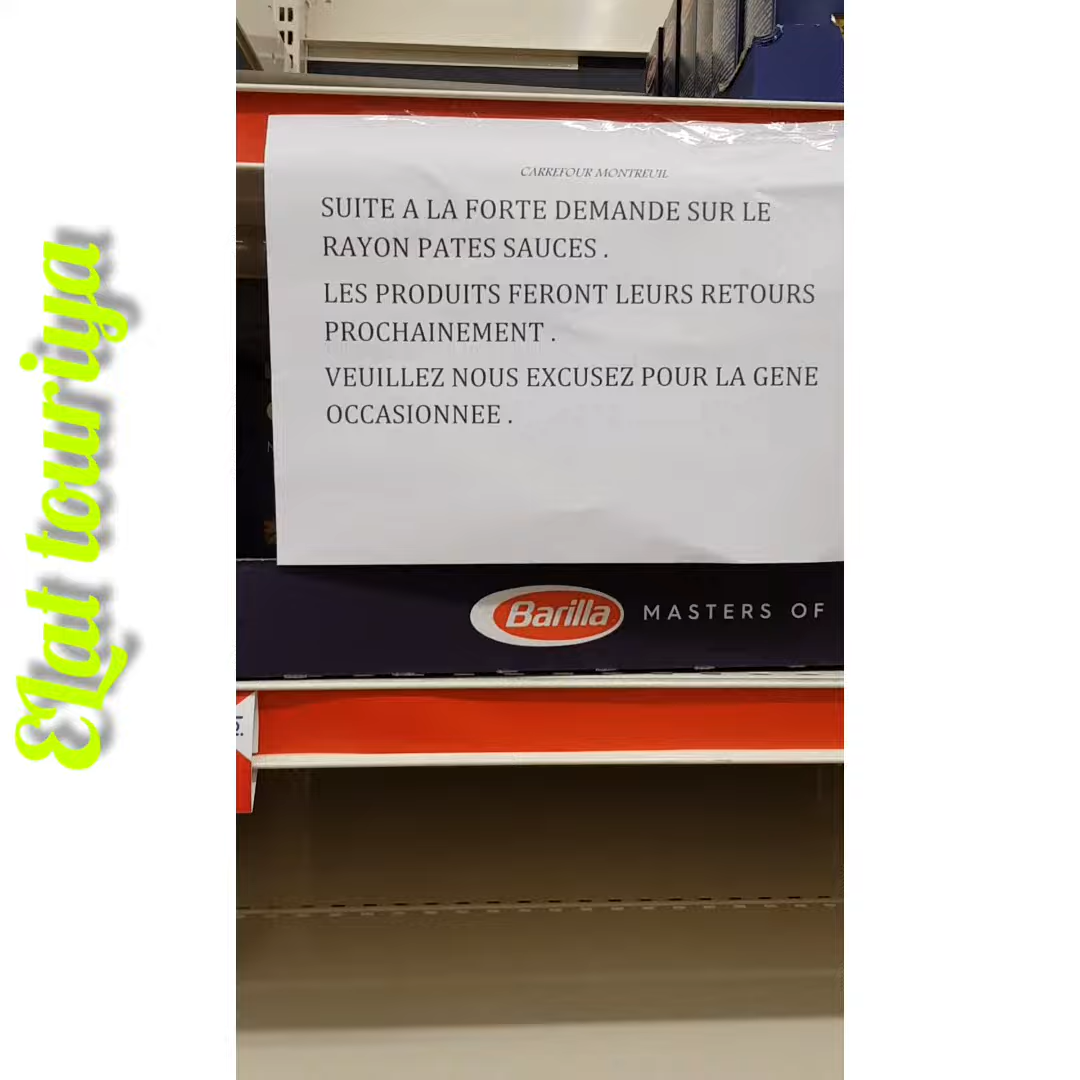 CARREFOUR MONTREUIL
SUITE A LA FORTE DEMANDE SUR LE
RAYON PATES SAUCES .
LES PRODUITS FERONT LEURS RETOURS
PROCHAINEMENT .
VEUILLEZ NOUS EXCUSEZ POUR LA GENE
OCCASIONNEE .
Barilla MASTERS OF
ELat touriya